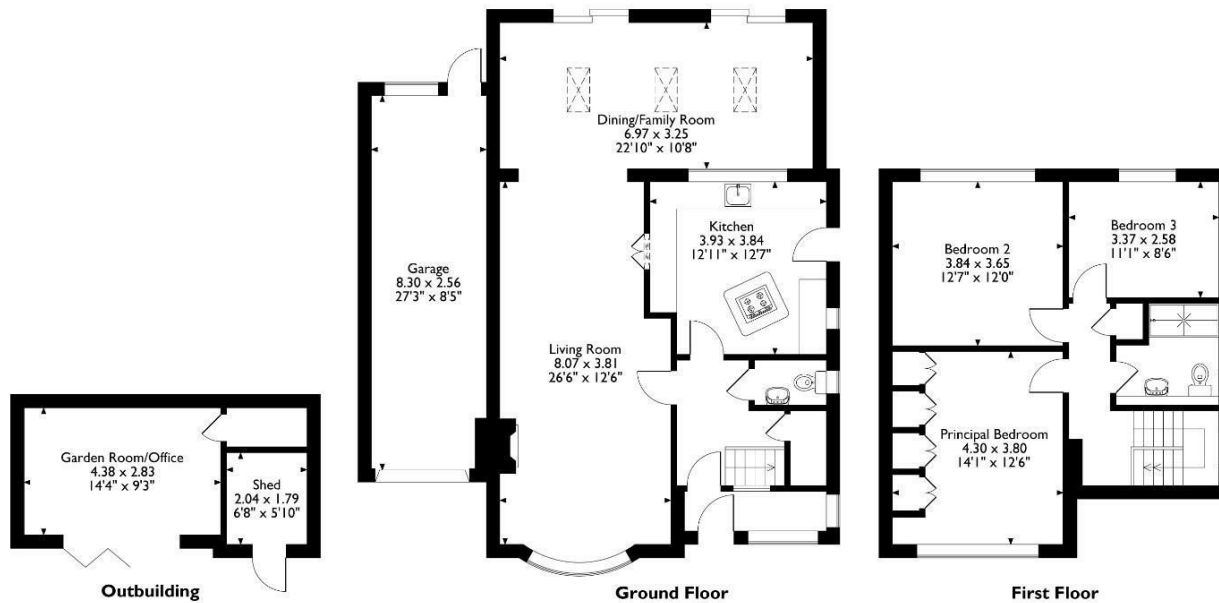 Dining/Family Room
6.97 x 3.25
22'10" x 10'8"
Kitchen
3.93 x 3.84
12'11" x 12'7"
Garage
8.30 x 2.56
27'3" x 8'5"
Living Room
8.07 x 3.81
26'6" x 12'6"
Bedroom 2
3.84 x 3.65
12'7" x 12'0"
Bedroom 3
3.37 x 2.58
11'1" x 8'6"
Principal Bedroom
4.30 x 3.80
14'1" x 12'6"
Garden Room/Office
4.38 x 2.83
14'4" x 9'3"
Shed
2.04 x 1.79
6'8" x 5'10"
Outbuilding
Ground Floor
First Floor